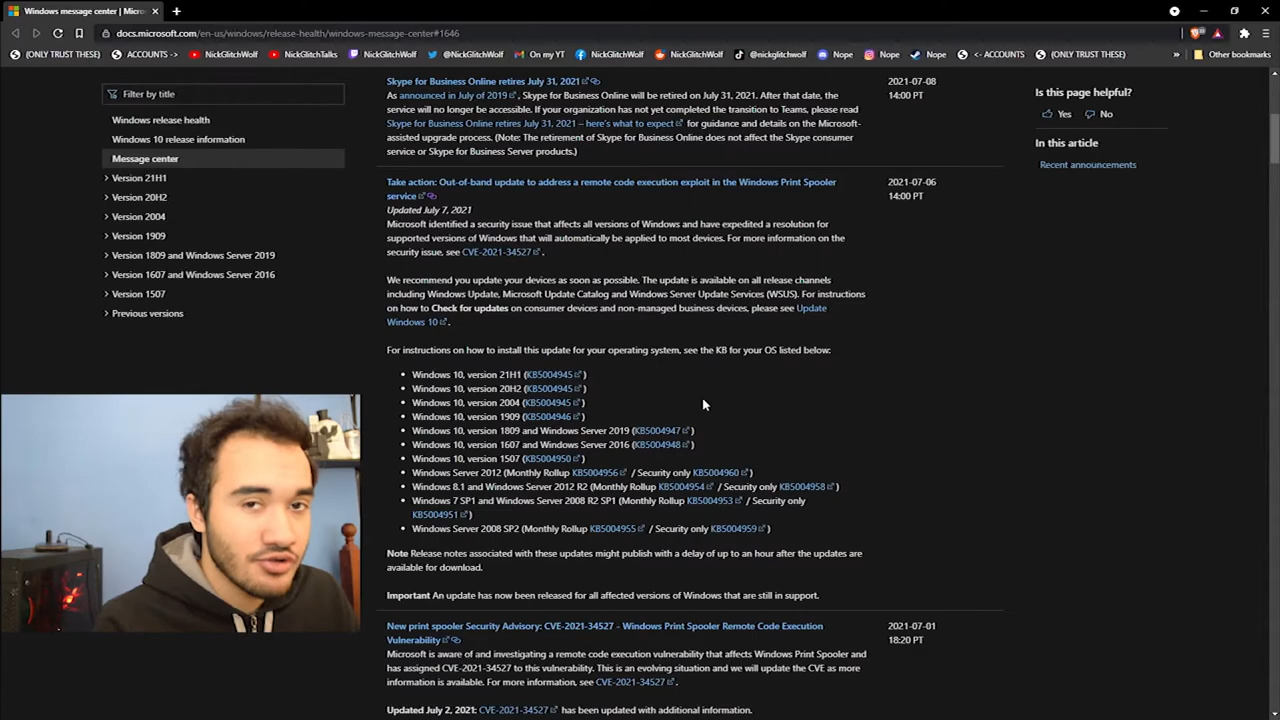 Windows message center | Micros
docs.microsoft.com/en-us/windows/release-health/windows-message-center#1646
(ONLY TRUST THESE)
ACCOUNTS ->
NickGlitchWolf
NickGlitchTalks
NickGlitchWolf
@NickGlitchWolf
On my YT
NickGlitchWolf
NickGlitchWolf
@nickglitchwolf
Nope
Nope
Nope
<- ACCOUNTS
(ONLY TRUST THESE)
»
Other bookmarks
Filter by title
Windows release health
Windows 10 release information
Message center
Version 21H1
Version 20H2
Version 2004
Version 1909
Version 1809 and Windows Server 2019
Version 1607 and Windows Server 2016
Version 1507
Previous versions
Skype for Business Online retires July 31, 2021
As announced in July of 2019, Skype for Business Online will be retired on July 31, 2021. After that date, the
service will no longer be accessible. If your organization has not yet completed the transition to Teams, please read
Skype for Business Online retires July 31, 2021 – here's what to expect for guidance and details on the Microsoft-
assisted upgrade process. (Note: The retirement of Skype for Business Online does not affect the Skype consumer
service or Skype for Business Server products.)
2021-07-08
14:00 PT
Take action: Out-of-band update to address a remote code execution exploit in the Windows Print Spooler
service
2021-07-06
14:00 PT
Updated July 7, 2021
Microsoft identified a security issue that affects all versions of Windows and have expedited a resolution for
supported versions of Windows that will automatically be applied to most devices. For more information on the
security issue, see CVE-2021-34527.
We recommend you update your devices as soon as possible. The update is available on all release channels
including Windows Update, Microsoft Update Catalog and Windows Server Update Services (WSUS). For instructions
on how to Check for updates on consumer devices and non-managed business devices, please see Update
Windows 10.
For instructions on how to install this update for your operating system, see the KB for your OS listed below:
• Windows 10, version 21H1 (KB5004945)
• Windows 10, version 20H2 (KB5004945)
• Windows 10, version 2004 (KB5004945)
• Windows 10, version 1909 (KB5004946)
• Windows 10, version 1809 and Windows Server 2019 (KB5004947)
• Windows 10, version 1607 and Windows Server 2016 (KB5004948)
• Windows 10, version 1507 (KB5004950)
• Windows Server 2012 (Monthly Rollup KB5004956 / Security only KB5004960)
• Windows 8.1 and Windows Server 2012 R2 (Monthly Rollup KB5004954 / Security only KB5004958)
• Windows 7 SP1 and Windows Server 2008 R2 SP1 (Monthly Rollup KB5004953 / Security only
KB5004951)
• Windows Server 2008 SP2 (Monthly Rollup KB5004955 / Security only KB5004959)
Note Release notes associated with these updates might publish with a delay of up to an hour after the updates are
available for download.
Important An update has now been released for all affected versions of Windows that are still in support.
New print spooler Security Advisory: CVE-2021-34527 - Windows Print Spooler Remote Code Execution
Vulnerability
2021-07-01
18:20 PT
Microsoft is aware of and investigating a remote code execution vulnerability that affects Windows Print Spooler and
has assigned CVE-2021-34527 to this vulnerability. This is an evolving situation and we will update the CVE as more
information is available. For more information, see CVE-2021-34527.
Updated July 2, 2021: CVE-2021-34527 has been updated with additional information.
Is this page helpful?
Yes
No
In this article
Recent announcements